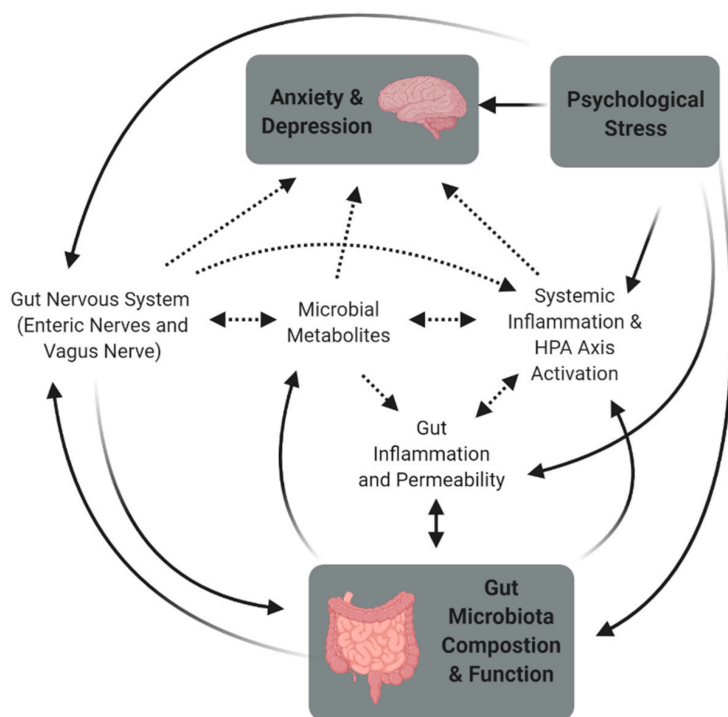 Anxiety &
Depression
Psychological
Stress
Gut Nervous System
(Enteric Nerves and
Vagus Nerve)
Microbial
Metabolites
Systemic
Inflammation &
HPA Axis
Activation
Gut
Inflammation
and Permeability
Gut
Microbiota
Compostion
& Function